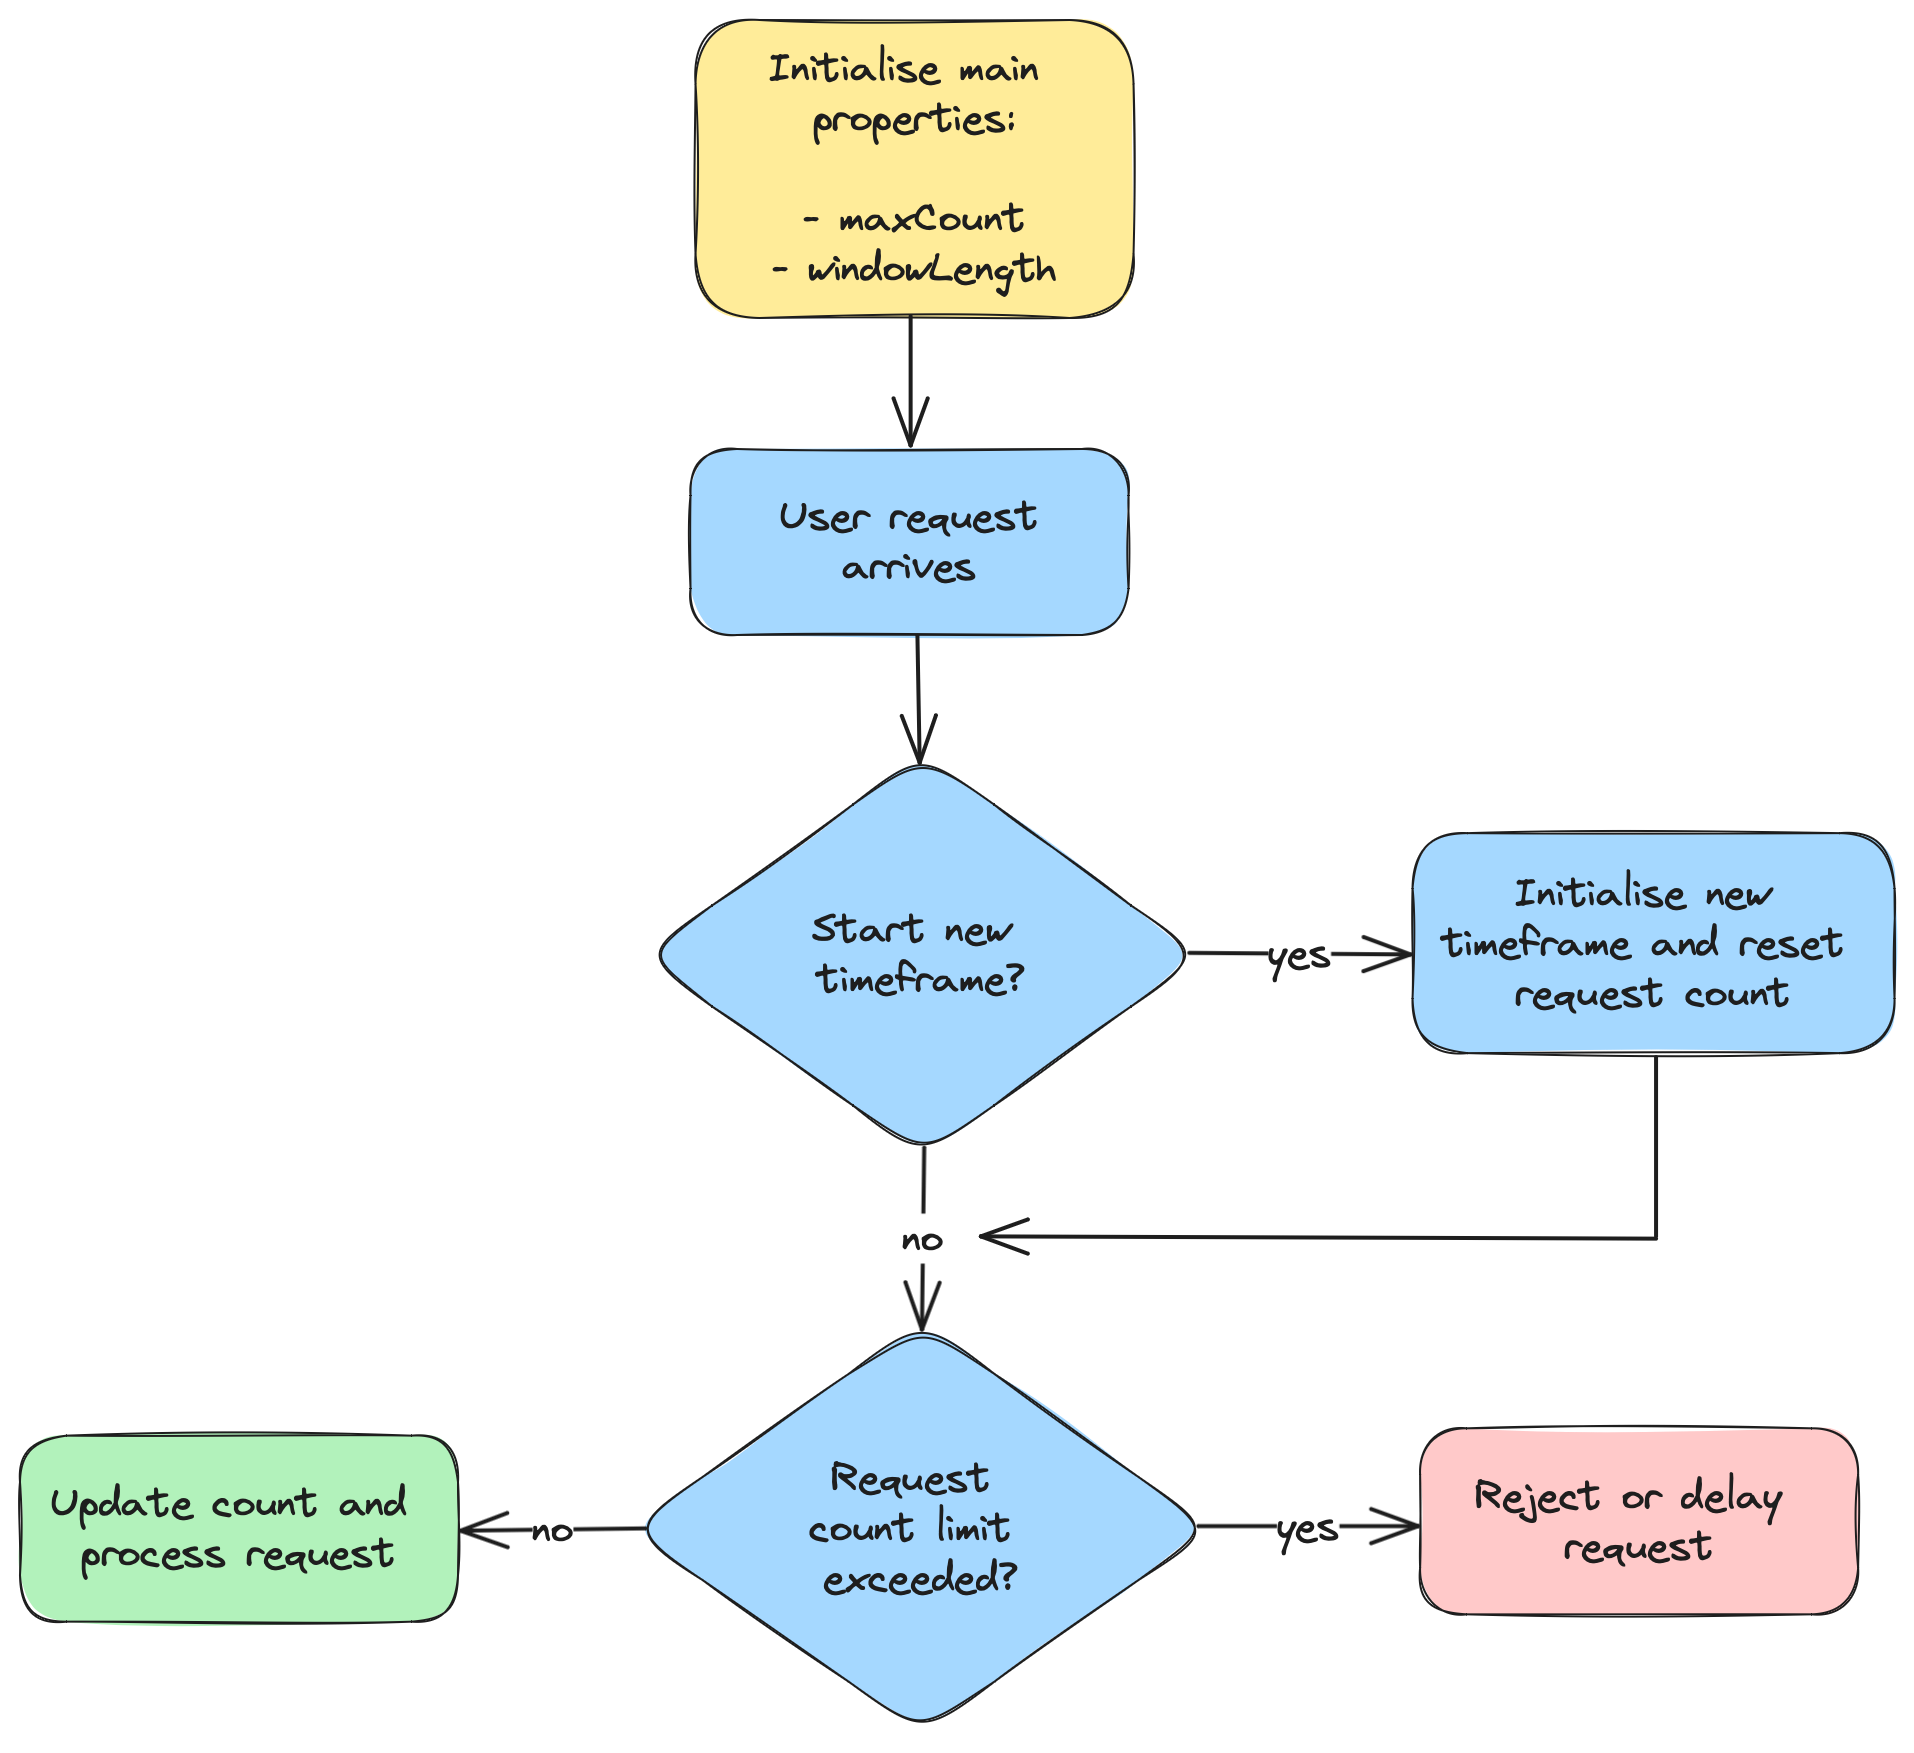 Initialise main
properties:
- maxCount
- windowLength
User request
arrives
Start new
timeframe?
yes
Initialise new
timeframe and reset
request count
no
Request
count limit
exceeded?
no
Update count and
process request
yes
Reject or delay
request